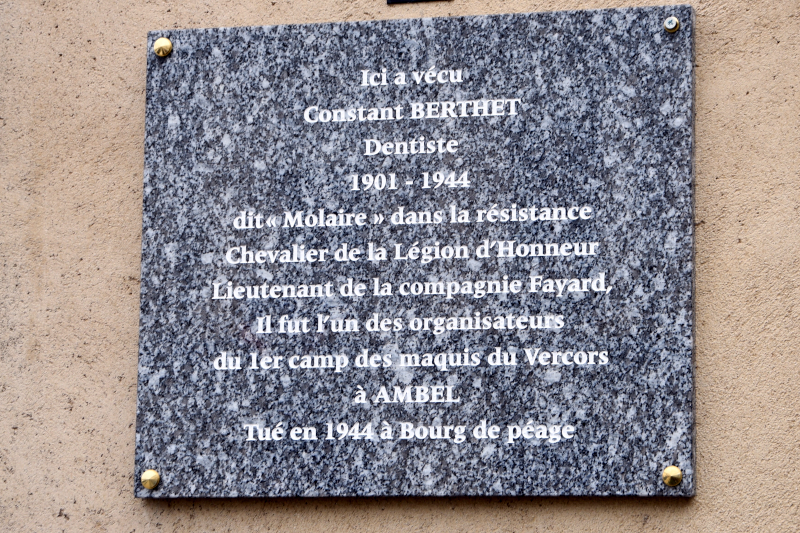 Ici a vécu
Constant BERTHET
Dentiste
1901 - 1944
dit « Molaire » dans la résistance
Chevalier de la Légion d'Honneur
Lieutenant de la compagnie Fayard,
Il fut l'un des organisateurs
du 1er camp des maquis du Vercors
à AMBEL
Tué en 1944 à Bourg de péage